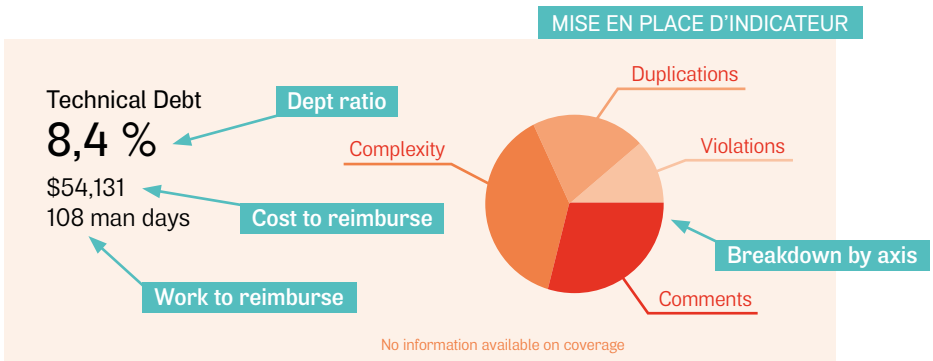 MISE EN PLACE D'INDICATEUR
Technical Debt
8,4 %
$54,131
108 man days
Dept ratio
Cost to reimburse
Work to reimburse
Duplications
Violations
Complexity
Breakdown by axis
Comments
No information available on coverage